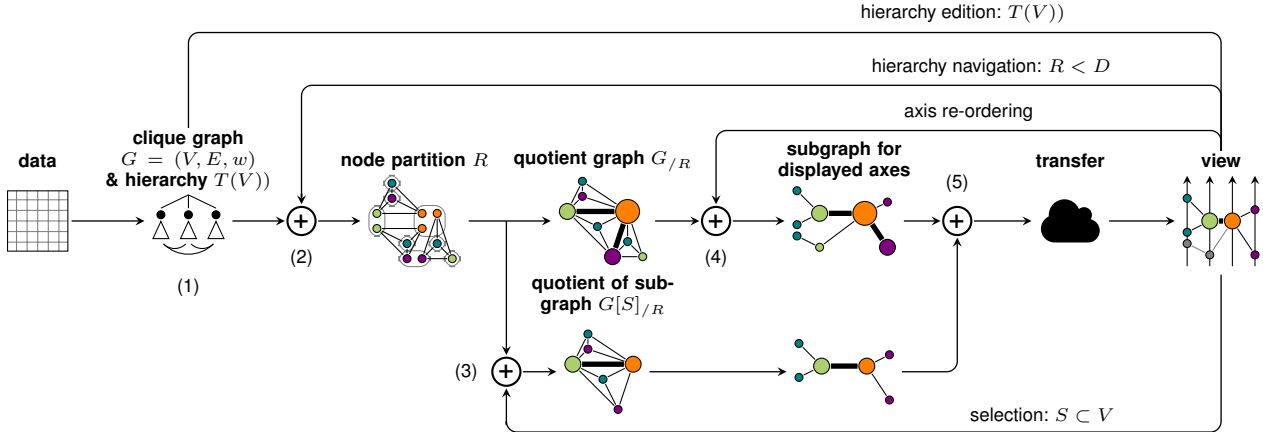 hierarchy edition: T(V))
hierarchy navigation: R < D
axis re-ordering
data
clique graph
G = (V, E, w)
& hierarchy T(V))
node partition R
quotient graph G/R
subgraph for
displayed axes
transfer
view
(1)
(2)
(4)
(5)
quotient of sub-
graph G[S]/R
(3)
selection: S ⊂ V